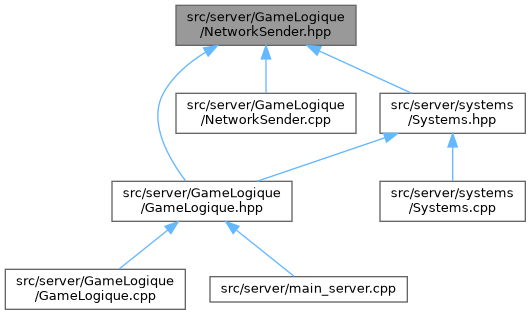 src/server/GameLogique
/NetworkSender.hpp
src/server/GameLogique
/NetworkSender.cpp
src/server/systems
/Systems.hpp
src/server/GameLogique
/GameLogique.hpp
src/server/systems
/Systems.cpp
src/server/GameLogique
/GameLogique.cpp
src/server/main_server.cpp